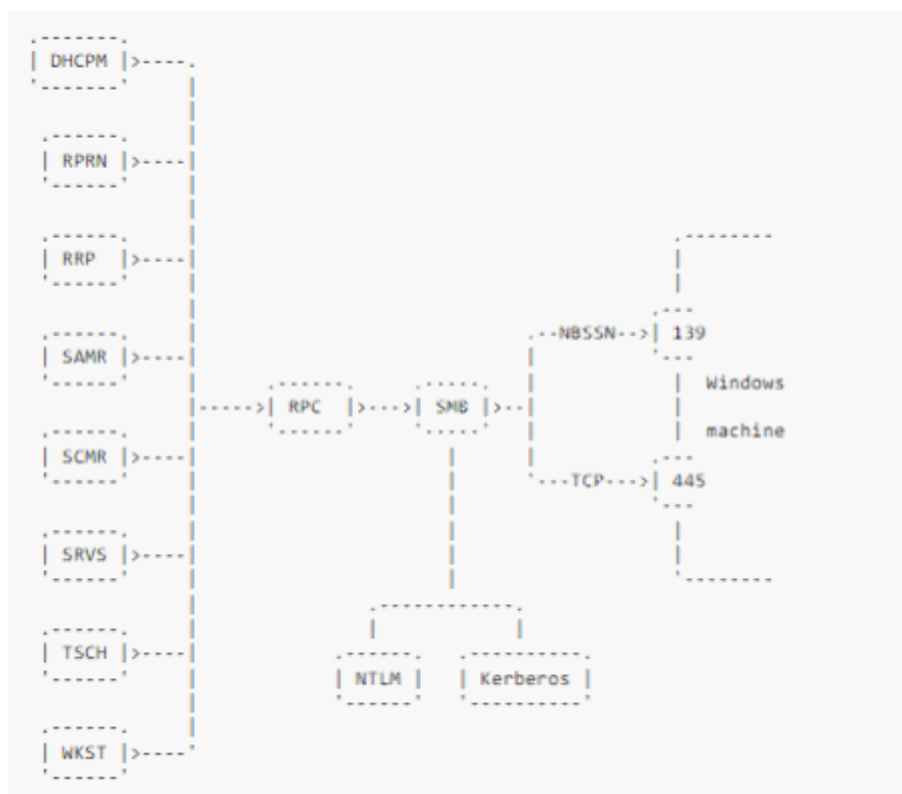 DHCPM
RPRN
RRP
SAMR
SCMR
SRVS
TSCH
WKST
RPC
SMB
NBSSN
TCP
139
Windows
machine
445
NTLM
Kerberos